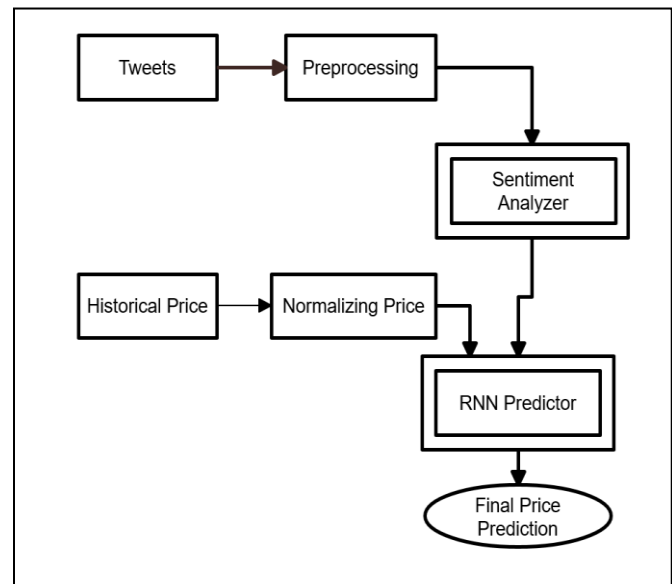 Tweets
Preprocessing
Sentiment
Analyzer
Historical Price
Normalizing Price
RNN Predictor
Final Price
Prediction